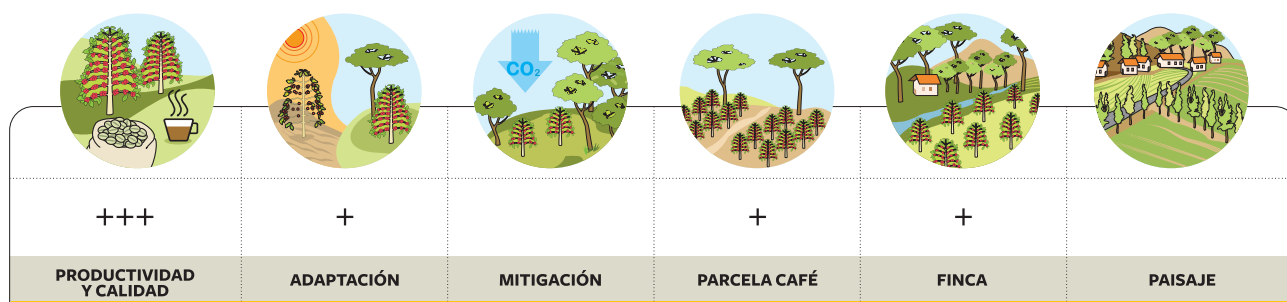 CO₂
+++ + + +
PRODUCTIVIDAD
Y CALIDAD
ADAPTACIÓN
MITIGACIÓN
PARCELA CAFÉ
FINCA
PAISAJE